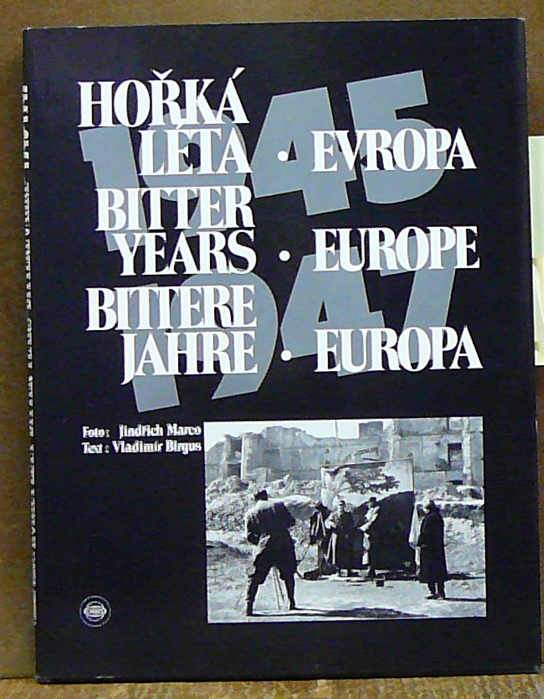 HOŘKÁ
LÉTA · EVROPA
1945
BITTER
YEARS · EUROPE
BITTERE
JAHRE · EUROPA
1947
Foto: Jindřich Marco
Text: Vladimír Birgus